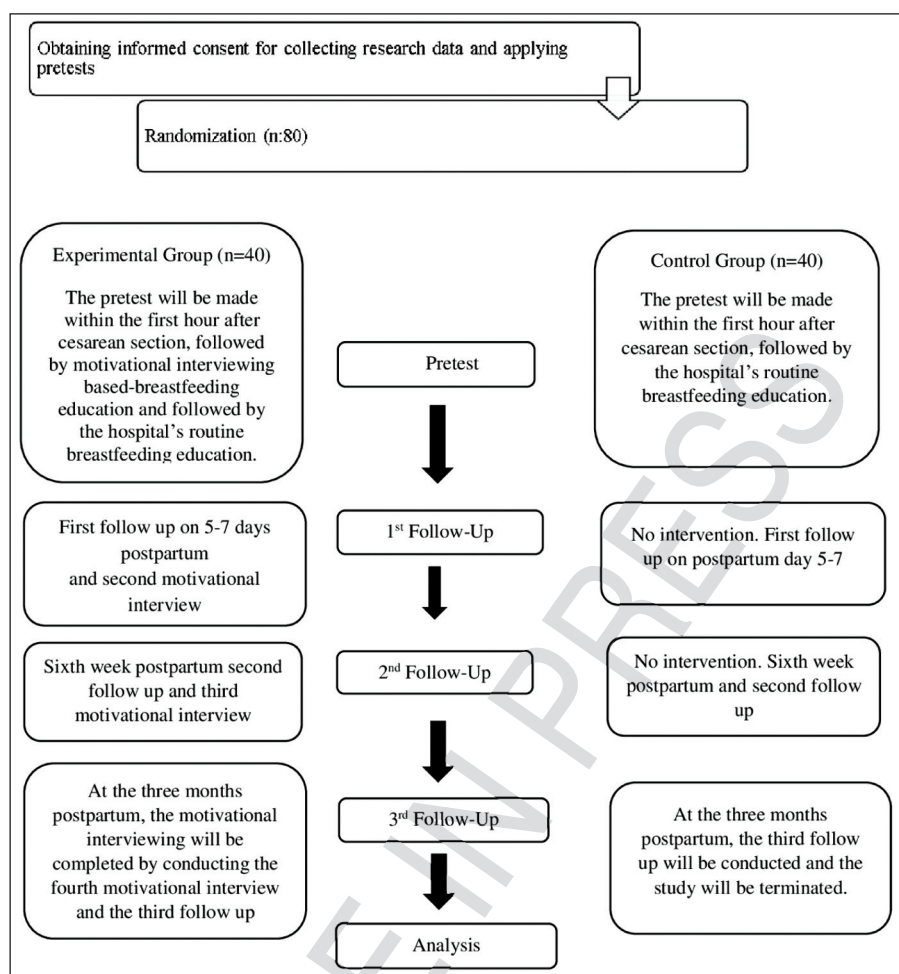 Obtaining informed consent for collecting research data and applying
pretests
Randomization (n:80)
Experimental Group (n=40)
The pretest will be made
within the first hour after
cesarean section, followed
by motivational interviewing
based-breastfeeding
education and followed by
the hospital's routine
breastfeeding education.
Pretest
Control Group (n=40)
The pretest will be made
within the first hour after
cesarean section, followed by
the hospital's routine
breastfeeding education.
First follow up on 5-7 days
postpartum
and second motivational
interview
1st Follow-Up
No intervention. First follow
up on postpartum day 5-7
Sixth week postpartum second
follow up and third
motivational interview
2nd Follow-Up
No intervention. Sixth week
postpartum and second follow
up
At the three months
postpartum, the motivational
interviewing will be
completed by conducting the
fourth motivational interview
and the third follow up
3rd Follow-Up
At the three months
postpartum, the third follow
up will be conducted and the
study will be terminated.
Analysis
E IN PRESS